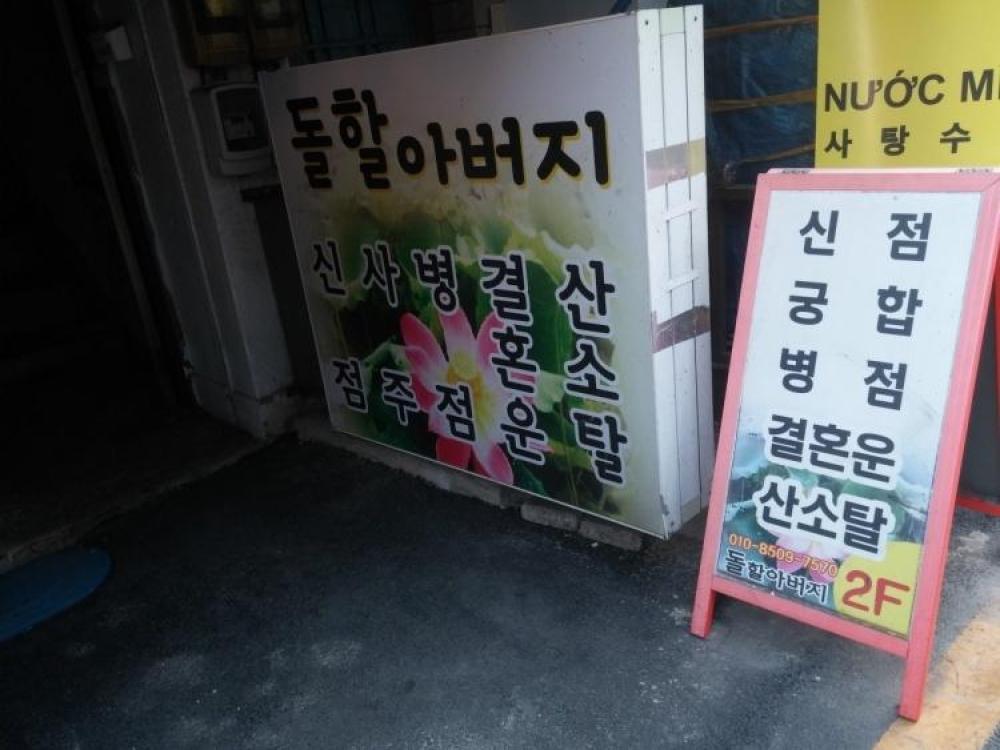 돌할아버지
신점
사주
병점
결혼운
산소탈
NƯỚC M
사탕수
신점
궁합
병점
결혼운
산소탈
010-8509-7570
돌할아버지
2F